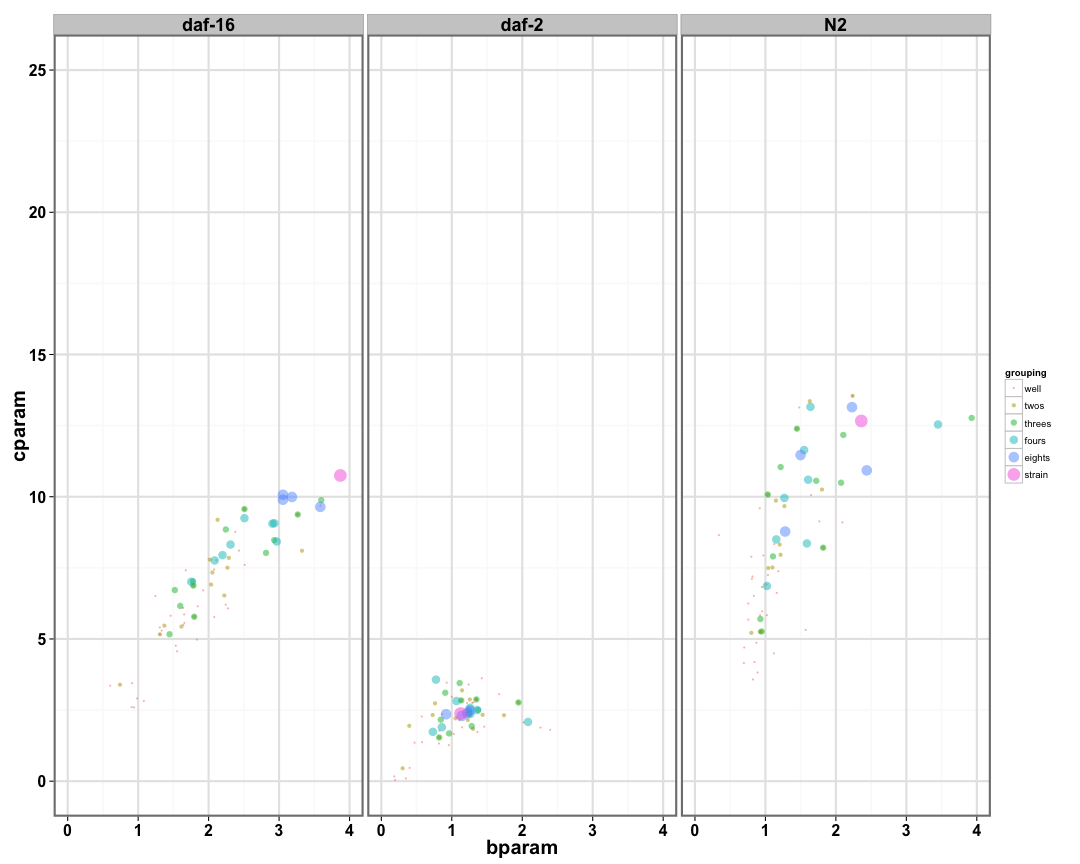 daf-16 daf-2 N2
25
20
15
10
5
0
cparam
0 1 2 3 4 0 1 2 3 4 0 1 2 3 4
bparam
grouping
well
twos
threes
fours
eights
strain